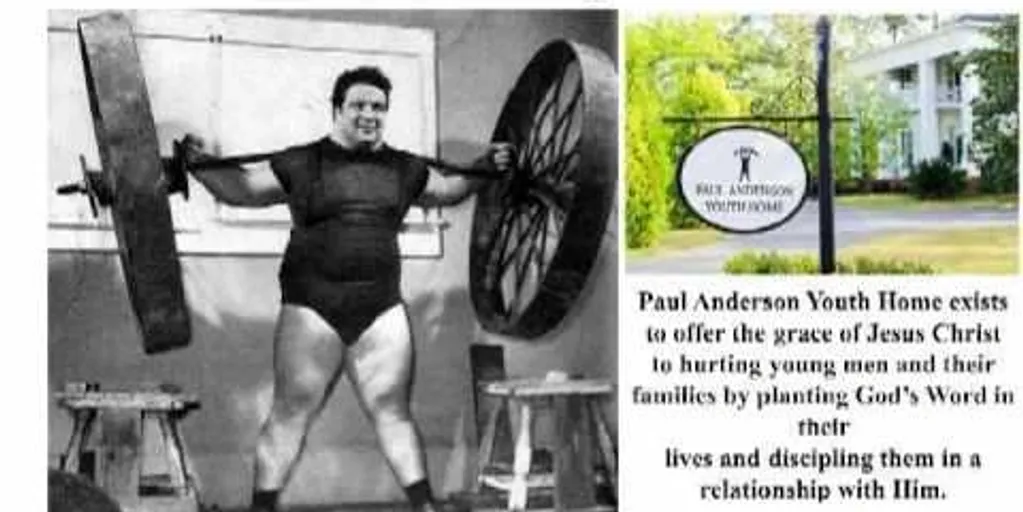 PAUL ANDERSON
YOUTH HOME
Paul Anderson Youth Home exists
to offer the grace of Jesus Christ
to hurting young men and their
families by planting God's Word in
their
lives and discipling them in a
relationship with Him.